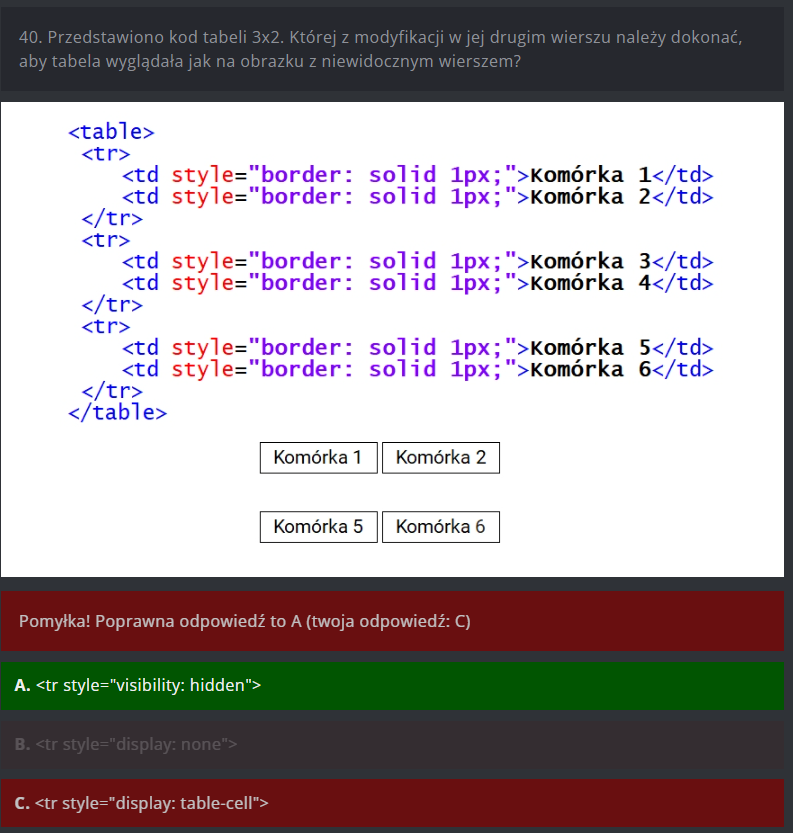 40. Przedstawiono kod tabeli 3x2. Której z modyfikacji w jej drugim wierszu należy dokonać,
aby tabela wyglądała jak na obrazku z niewidocznym wierszem?
<table>
<tr>
<td style="border: solid 1px;">Komórka 1</td>
<td style="border: solid 1px;">Komórka 2</td>
</tr>
<tr>
<td style="border: solid 1px;">Komórka 3</td>
<td style="border: solid 1px;">Komórka 4</td>
</tr>
<tr>
<td style="border: solid 1px;">Komórka 5</td>
<td style="border: solid 1px;">Komórka 6</td>
</tr>
</table>
Komórka 1 Komórka 2
Komórka 5 Komórka 6
Pomyłka! Poprawna odpowiedź to A (twoja odpowiedź: C)
A. <tr style="visibility: hidden">
B. <tr style="display: none">
C. <tr style="display: table-cell">